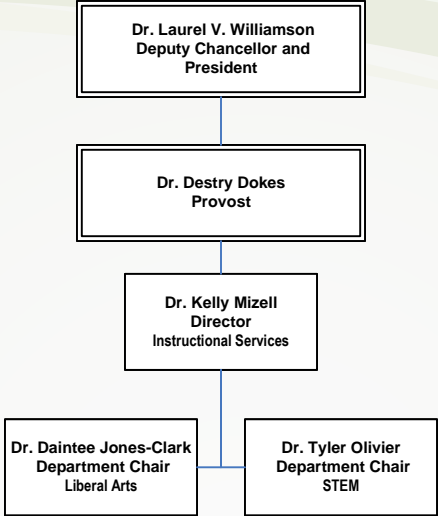 Dr. Laurel V. Williamson
Deputy Chancellor and
President
Dr. Destry Dokes
Provost
Dr. Kelly Mizell
Director
Instructional Services
Dr. Daintee Jones-Clark
Department Chair
Liberal Arts
Dr. Tyler Olivier
Department Chair
STEM